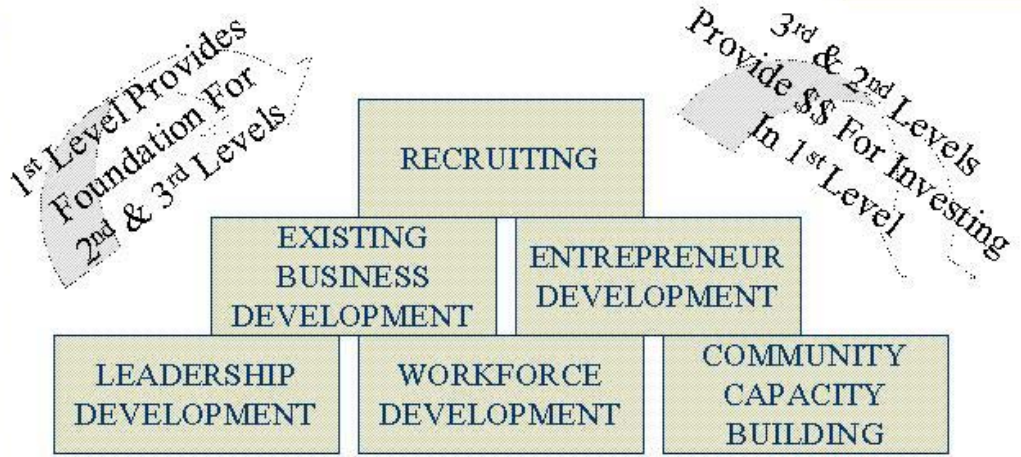 1st Level Provides
Foundation For
2nd & 3rd Levels
3rd & 2nd Levels
Provide $$ For Investing
In 1st Level
RECRUITING
EXISTING
BUSINESS
DEVELOPMENT
ENTREPRENEUR
DEVELOPMENT
LEADERSHIP
DEVELOPMENT
WORKFORCE
DEVELOPMENT
COMMUNITY
CAPACITY
BUILDING